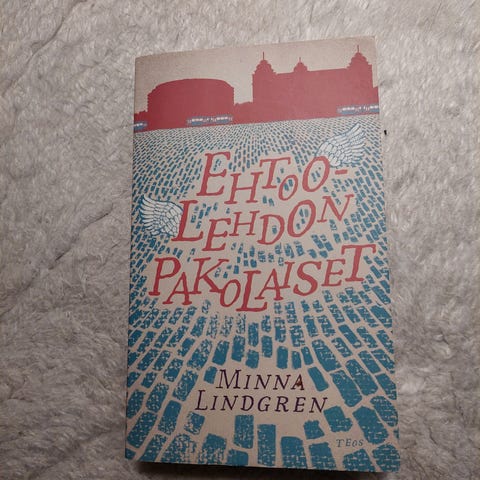 EHTOO-
LEHDON
PAKOLAISET
MINNA
LINDGREN
TEOS